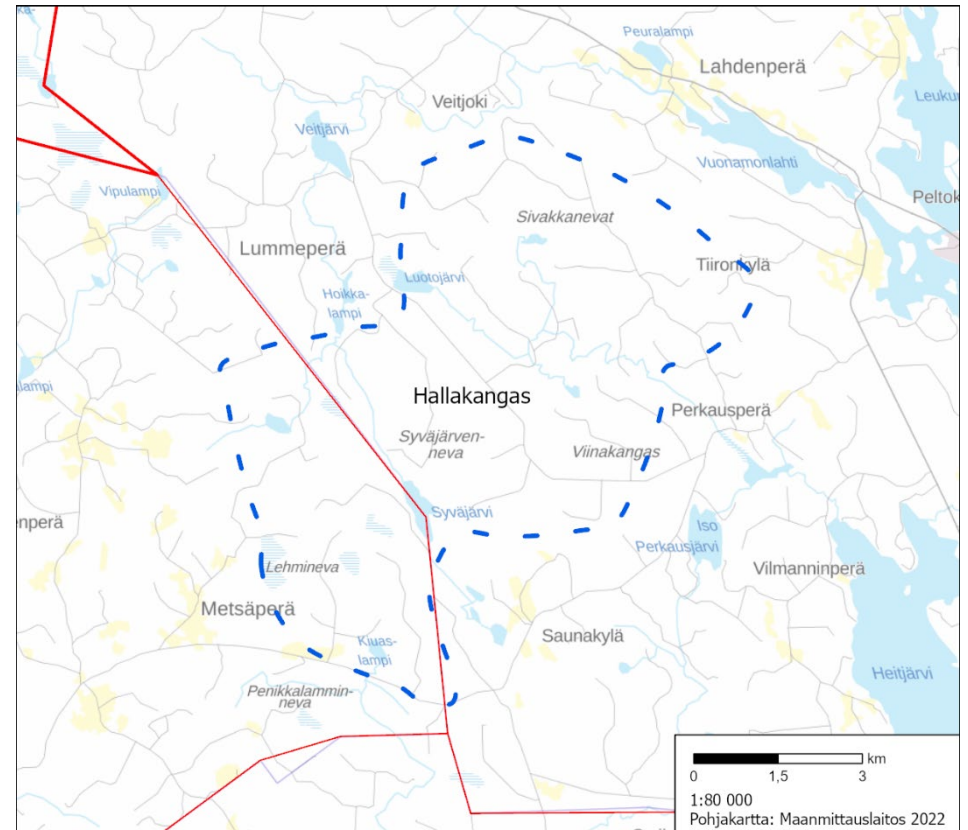 Peuralampi
Lahdenperä
Leuku
Veitjoki
Veitjärvi
Vuonamonlahti
Vipulampi
Peltok
Sivakkanevat
Lummeperä
Tiironkylä
Luotojärvi
Hoikka-
lampi
alampi
Hallakangas
Perkausperä
Syväjärven-
neva
Viinakangas
Syväjärvi
enperä
Iso
Perkausjärvi
Lehmineva
Vilmanninperä
Metsäperä
Saunakylä
Kiuas-
lampi
Heitjärvi
Penikkalammin-
neva
km
0 1,5 3
1:80 000
Pohjakartta: Maanmittauslaitos 2022